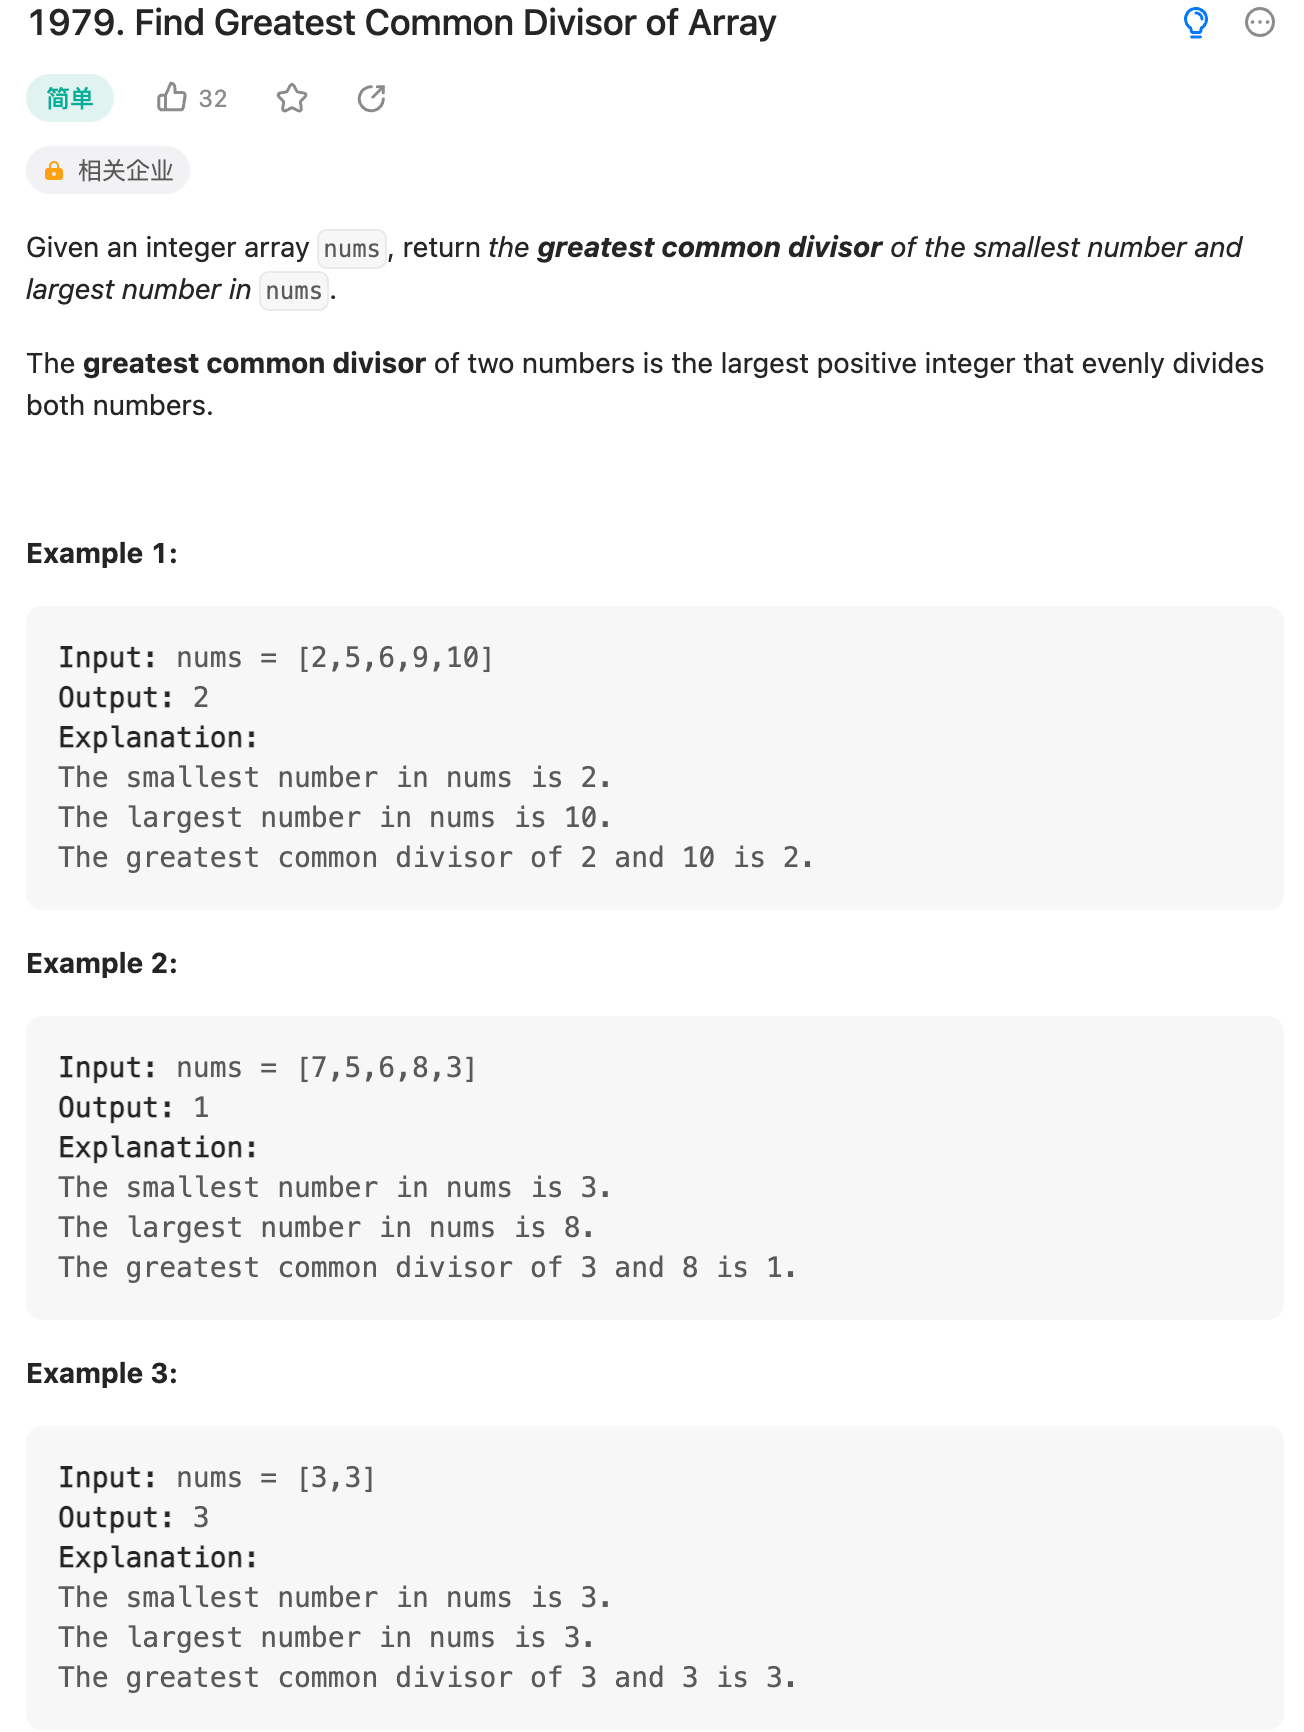 1979. Find Greatest Common Divisor of Array
简单 32
相关企业
Given an integer array nums, return the greatest common divisor of the smallest number and
largest number in nums.
The greatest common divisor of two numbers is the largest positive integer that evenly divides
both numbers.
Example 1:
Input: nums = [2,5,6,9,10]
Output: 2
Explanation:
The smallest number in nums is 2.
The largest number in nums is 10.
The greatest common divisor of 2 and 10 is 2.
Example 2:
Input: nums = [7,5,6,8,3]
Output: 1
Explanation:
The smallest number in nums is 3.
The largest number in nums is 8.
The greatest common divisor of 3 and 8 is 1.
Example 3:
Input: nums = [3,3]
Output: 3
Explanation:
The smallest number in nums is 3.
The largest number in nums is 3.
The greatest common divisor of 3 and 3 is 3.